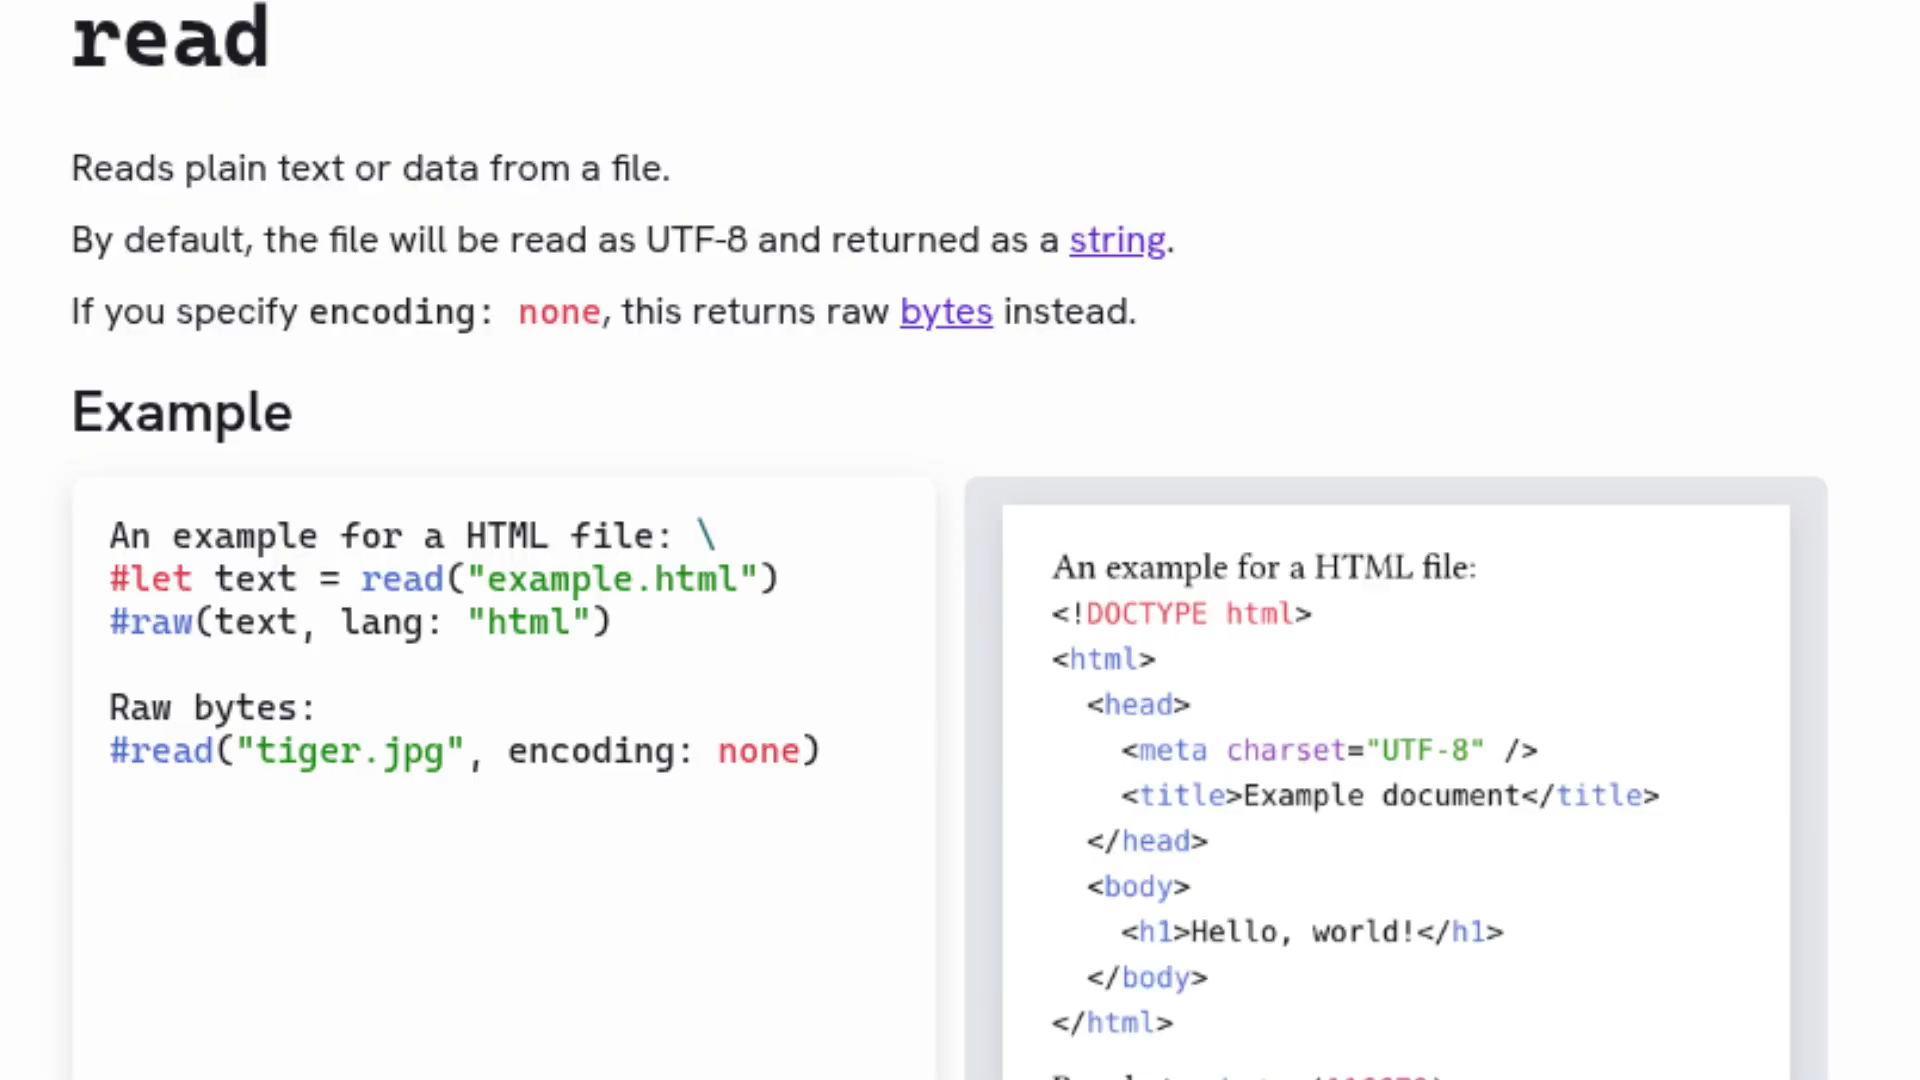 read
Reads plain text or data from a file.
By default, the file will be read as UTF-8 and returned as a string.
If you specify encoding: none, this returns raw bytes instead.
Example
An example for a HTML file: \
#let text = read("example.html")
#raw(text, lang: "html")
Raw bytes:
#read("tiger.jpg", encoding: none)
An example for a HTML file:
<!DOCTYPE html>
<html>
  <head>
    <meta charset="UTF-8" />
    <title>Example document</title>
  </head>
  <body>
    <h1>Hello, world!</h1>
  </body>
</html>